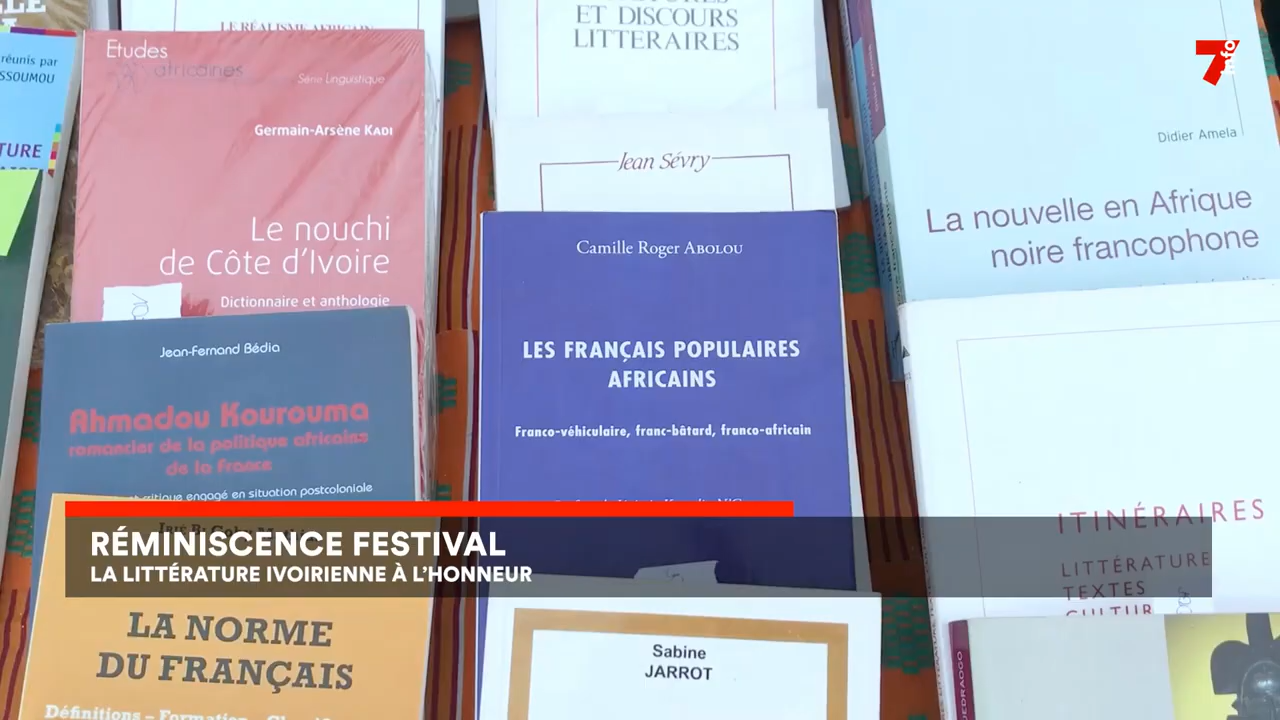 réunis par
SSOUMOU
TURE
Etudes
africaines
Série Linguistique
Germain-Arsène KADI
Le nouchi
de Côte d'Ivoire
Dictionnaire et anthologie
LE RÉALISME AFRICAIN
ET DISCOURS
LITTERAIRES
Jean Sévry
7info
Didier Amela
La nouvelle en Afrique
noire francophone
Jean-Fernand Bédia
Ahmadou Kourouma
romancier de la politique africaine
de la France
critique engagé en situation postcoloniale
Camille Roger ABOLOU
LES FRANÇAIS POPULAIRES
AFRICAINS
Franco-véhiculaire, franc-bâtard, franco-africain
ITINÉRAIRES
LITTÉRATURE
TEXTES
CULTUR
RÉMINISCENCE FESTIVAL
LA LITTÉRATURE IVOIRIENNE À L'HONNEUR
LA NORME
DU FRANÇAIS
Définitions – Formation
Sabine
JARROT
UEDRAOGO